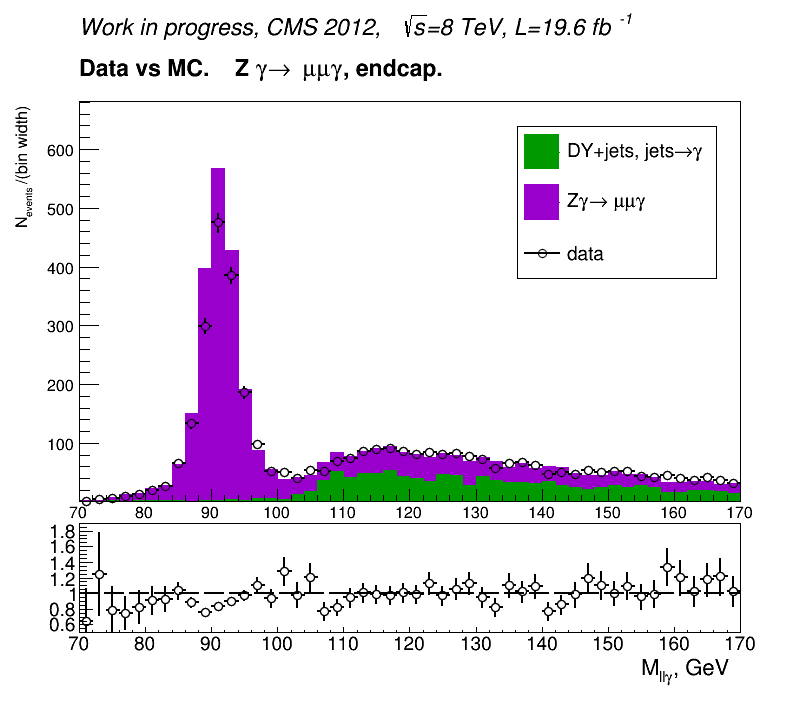 Work in progress, CMS 2012, √s=8 TeV, L=19.6 fb -1
Data vs MC. Z γ→ μμγ, endcap.
N events /(bin width)
600
500
400
300
200
100
DY+jets, jets→γ
Zγ→ μμγ
data
70 80 90 100 110 120 130 140 150 160 170
1.8
1.6
1.4
1.2
1
0.8
0.6
70 80 90 100 110 120 130 140 150 160 170
M llγ, GeV